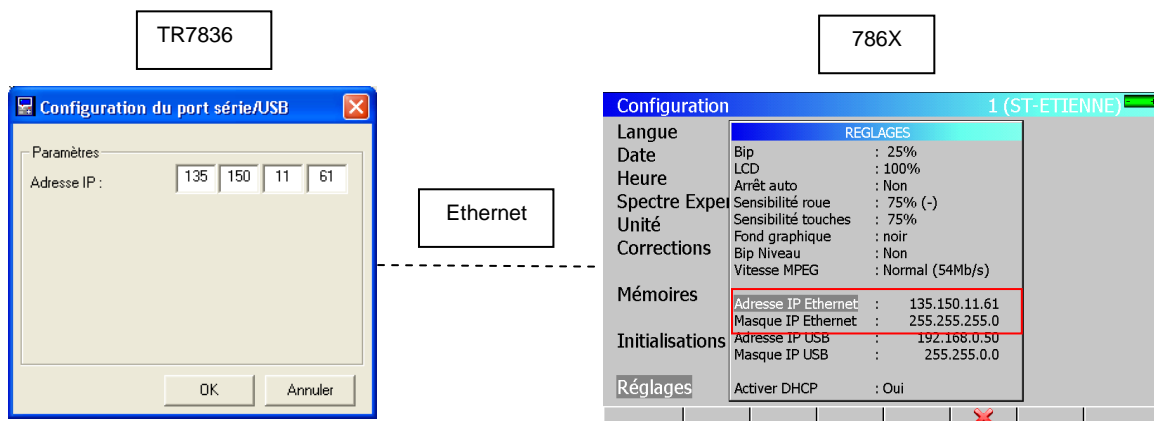 TR7836
786X
Configuration du port série/USB
Paramètres
Adresse IP : 135 150 11 61
OK Annuler
Ethernet
Configuration 1 (ST-ETIENNE)
Langue
Date
Heure
Spectre Exper
Unité
Corrections
Mémoires
Initialisations
Réglages
REGLAGES
Bip : 25%
LCD : 100%
Arrêt auto : Non
Sensibilité roue : 75% (-)
Sensibilité touches : 75%
Fond graphique : noir
Bip Niveau : Non
Vitesse MPEG : Normal (54Mb/s)
Adresse IP Ethernet : 135.150.11.61
Masque IP Ethernet : 255.255.255.0
Adresse IP USB : 192.168.0.50
Masque IP USB : 255.255.0.0
Activer DHCP : Oui